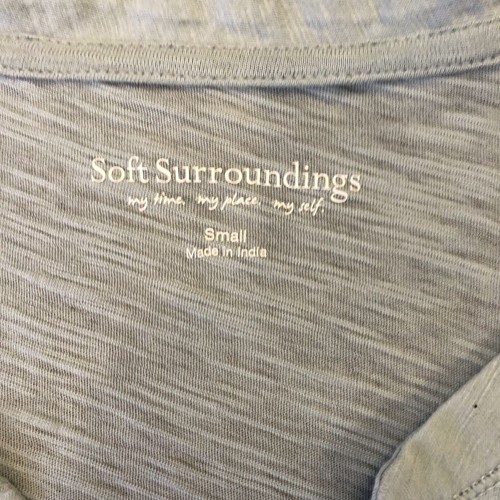 Soft Surroundings
my time. my place. my self.
Small
Made in India